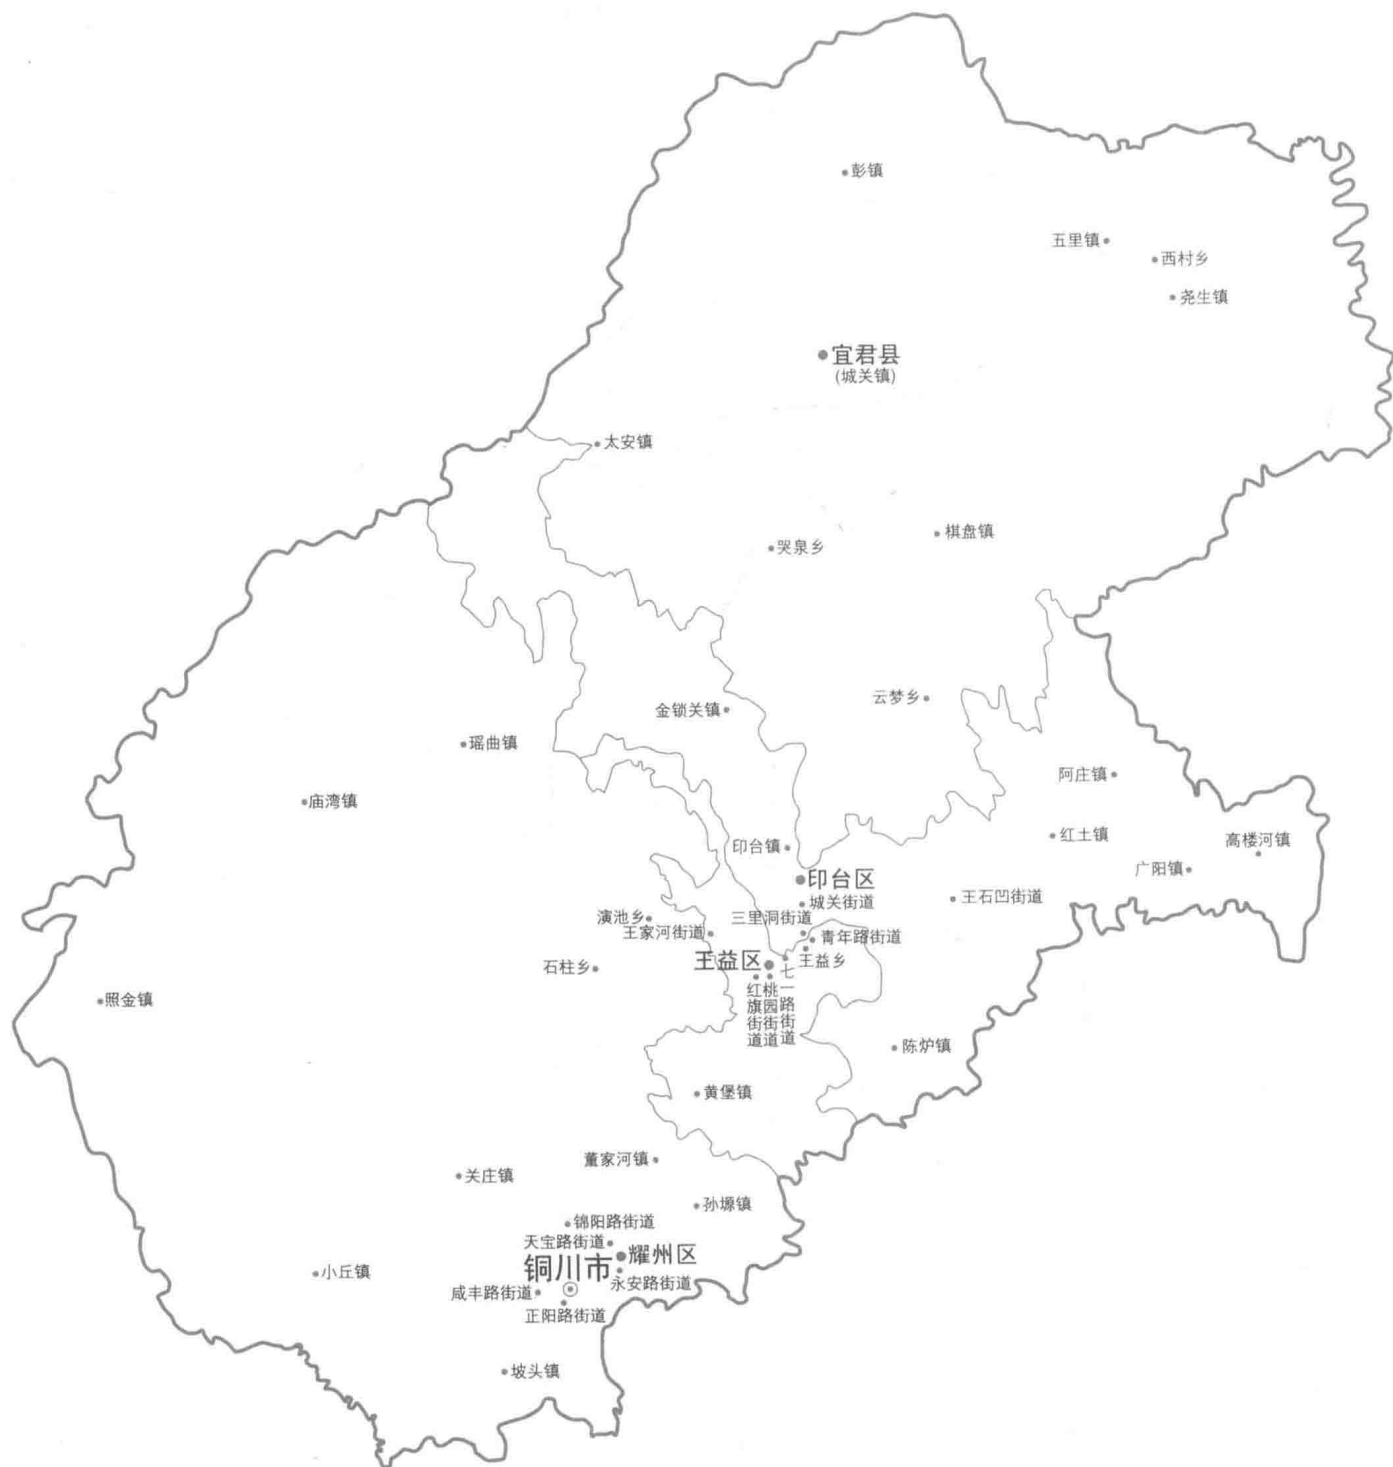 彭镇
五里镇
西村乡
尧生镇
宜君县
(城关镇)
太安镇
棋盘镇
哭泉乡
云梦乡
金锁关镇
瑶曲镇
阿庄镇
庙湾镇
红土镇
高楼河镇
印台镇
广阳镇
印台区
王石凹街道
城关街道
演池乡
三里洞街道
王家河街道
青年路街道
王益区
王益乡
石柱乡
七一路街道
桃园街道
红旗街道
照金镇
陈炉镇
黄堡镇
董家河镇
关庄镇
孙塬镇
锦阳路街道
天宝路街道
耀州区
铜川市
小丘镇
永安路街道
咸丰路街道
正阳路街道
坡头镇